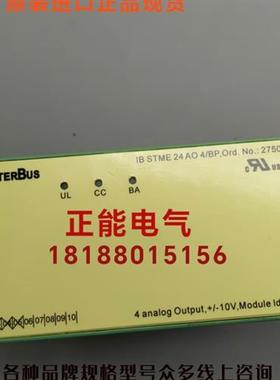 原装进口正品现货
TERBUS
IB STME 24 AO 4/BP,Ord. No.: 2750
UL CC BA
正能电气
18188015156
06|07|08|09|10
4 analog Output,+/-10V, Module Id
各种品牌规格型号众多线上咨询